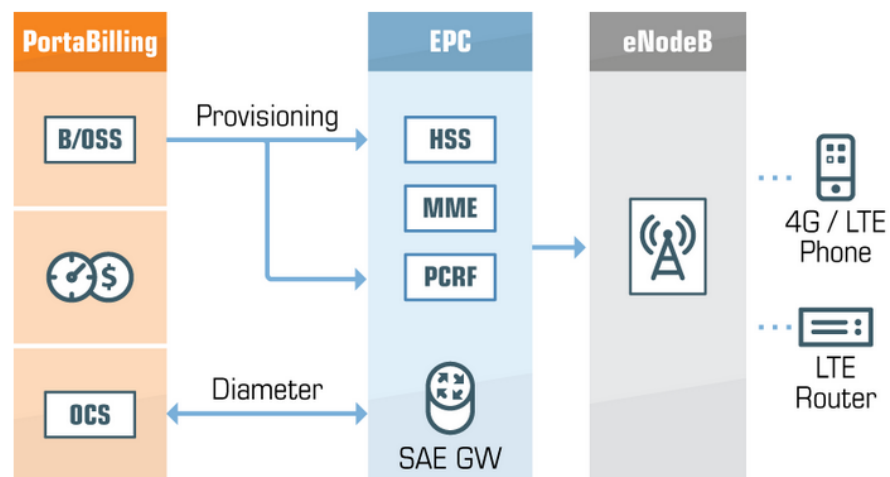 PortaBilling
EPC
eNodeB
B/OSS
Provisioning
HSS
MME
PCRF
$
4G / LTE
Phone
OCS
Diameter
SAE GW
LTE
Router